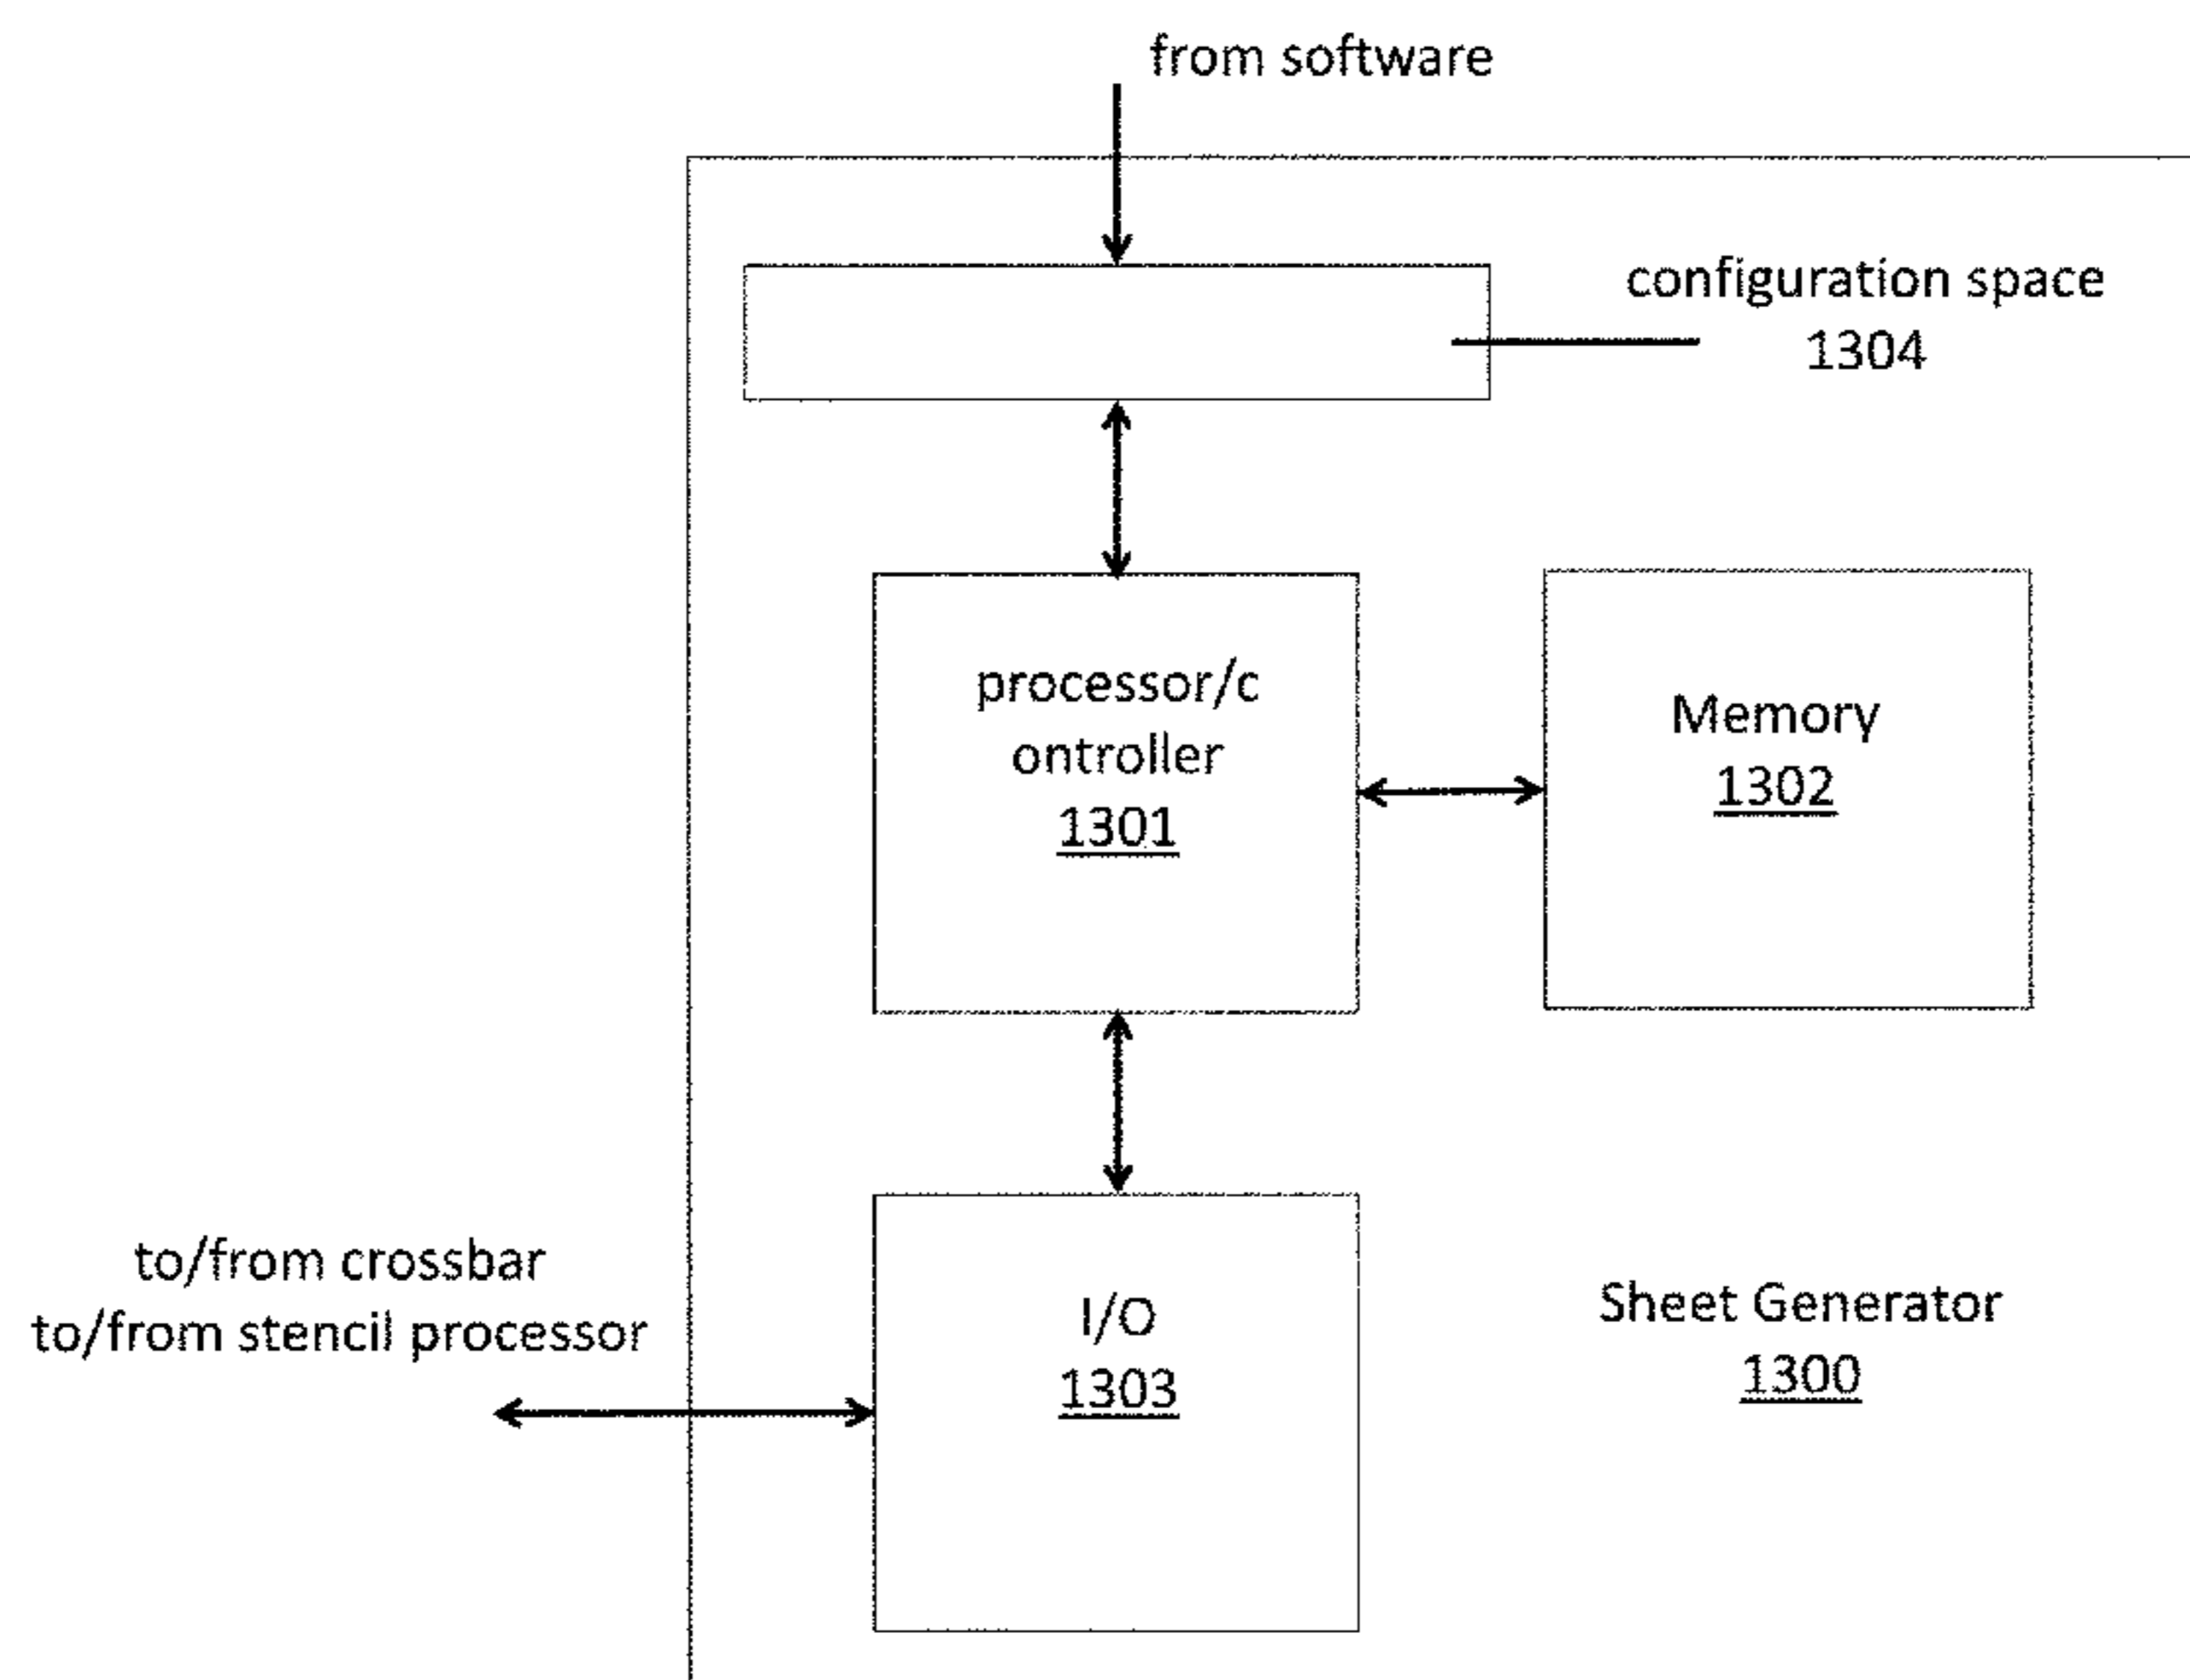 from software
configuration space
1304
processor/c
ontroller
1301
Memory
1302
to/from crossbar
to/from stencil processor
I/O
1303
Sheet Generator
1300